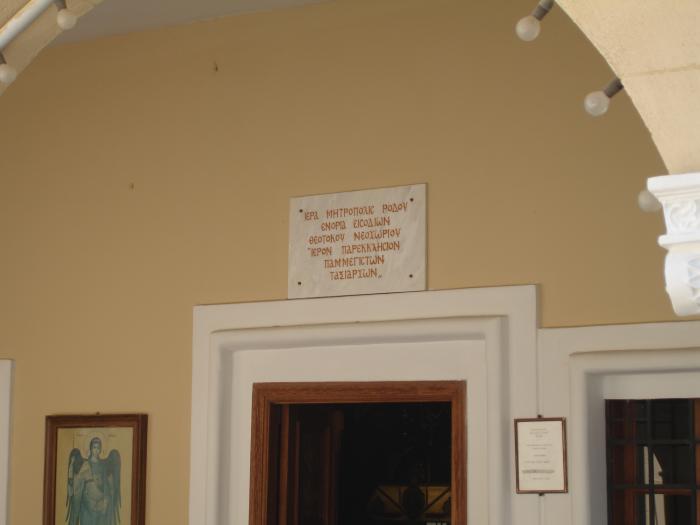 ΙΕΡΑ ΜΗΤΡΟΠΟΛΙΣ ΡΟΔΟΥ
ΕΝΟΡΙΑ ΕΙΣΟΔΙΩΝ
ΘΕΟΤΟΚΟΥ ΝΕΟΧΩΡΙΟΥ
"ΙΕΡΟΝ ΠΑΡΕΚΚΛΗΣΙΟΝ
ΠΑΜΜΕΓΙΣΤΩΝ
ΤΑΞΙΑΡΧΩΝ„